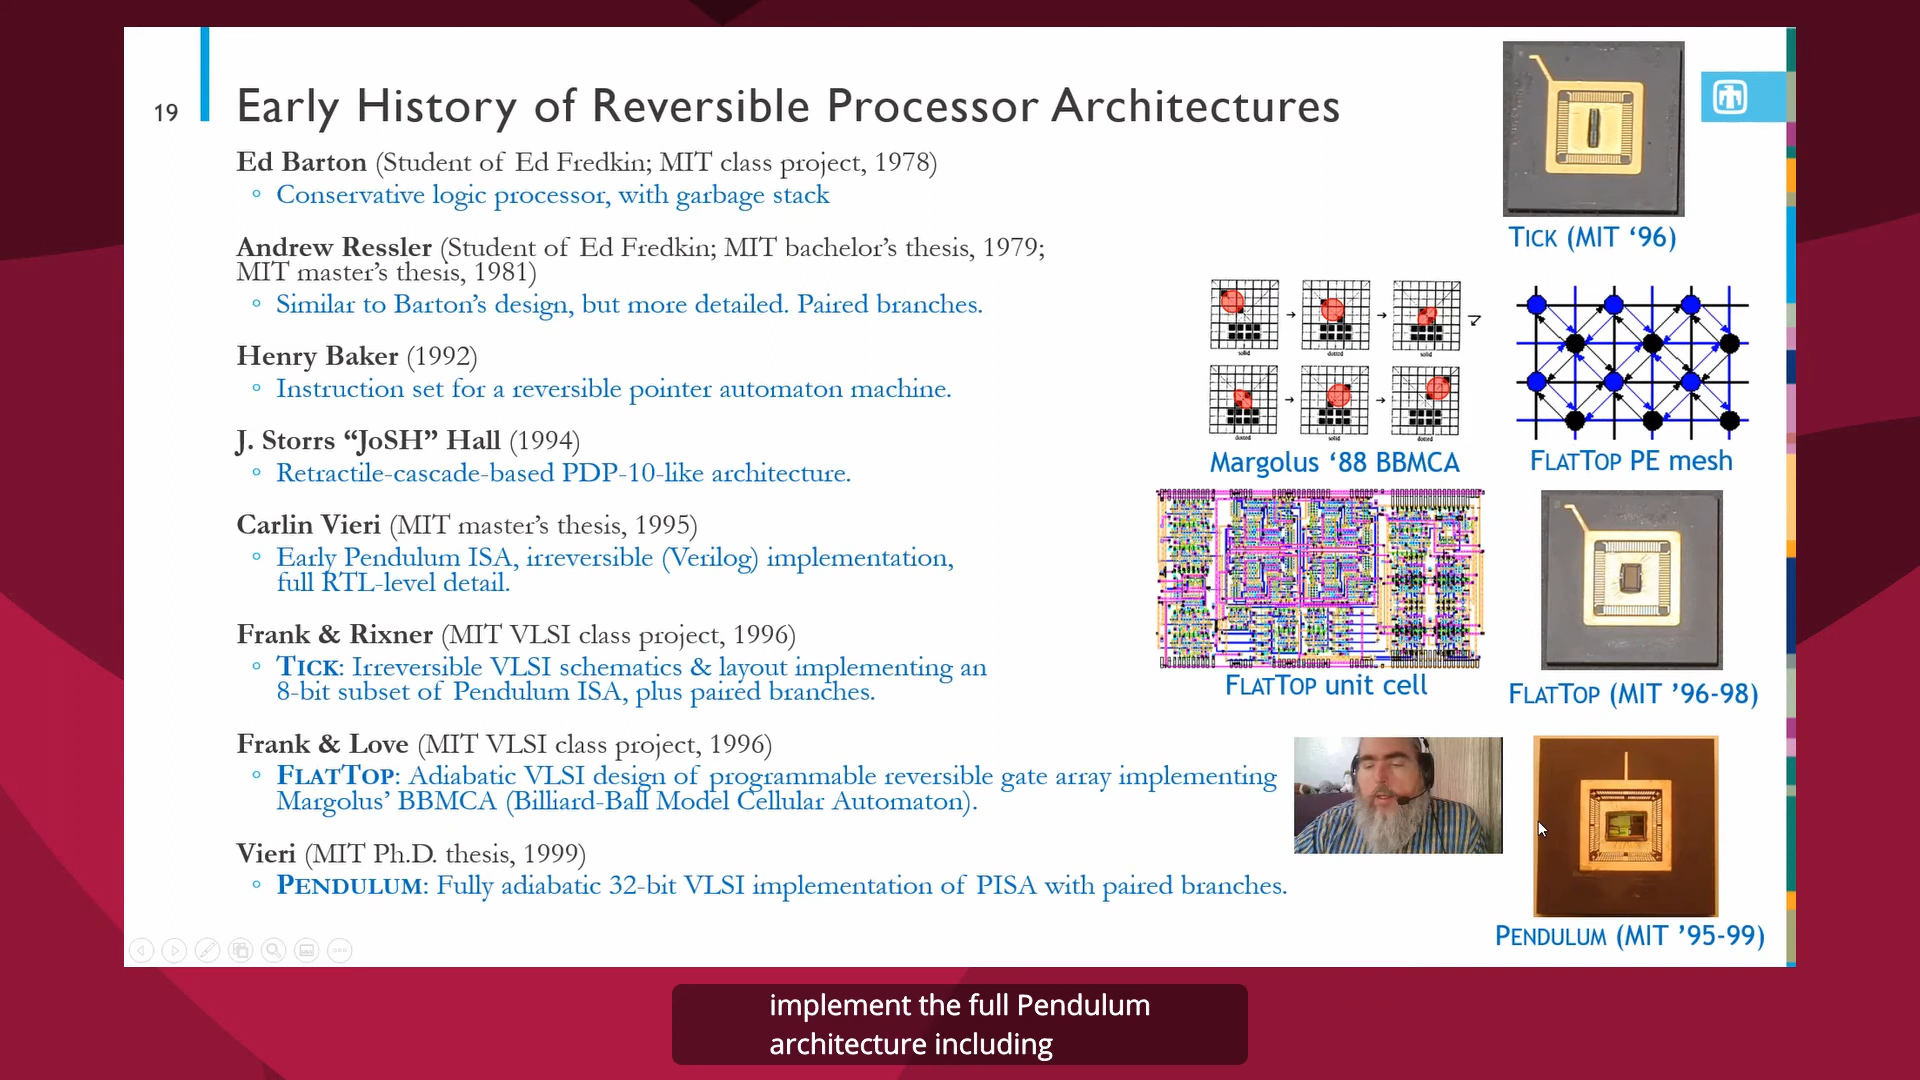 19
Early History of Reversible Processor Architectures
Ed Barton (Student of Ed Fredkin; MIT class project, 1978)
Conservative logic processor, with garbage stack
Andrew Ressler (Student of Ed Fredkin; MIT bachelor’s thesis, 1979;
MIT master’s thesis, 1981)
Similar to Barton’s design, but more detailed. Paired branches.
Henry Baker (1992)
Instruction set for a reversible pointer automaton machine.
J. Storrs “JoSH” Hall (1994)
Retractile-cascade-based PDP-10-like architecture.
Carlin Vieri (MIT master’s thesis, 1995)
Early Pendulum ISA, irreversible (Verilog) implementation,
full RTL-level detail.
Frank & Rixner (MIT VLSI class project, 1996)
TICK: Irreversible VLSI schematics & layout implementing an
8-bit subset of Pendulum ISA, plus paired branches.
Frank & Love (MIT VLSI class project, 1996)
FLATTOP: Adiabatic VLSI design of programmable reversible gate array implementing
Margolus’ BBMCA (Billiard-Ball Model Cellular Automaton).
Vieri (MIT Ph.D. thesis, 1999)
PENDULUM: Fully adiabatic 32-bit VLSI implementation of PISA with paired branches.
TICK (MIT ‘96)
solid
dotted
solid
dotted
solid
dotted
Margolus ‘88 BBMCA
FLATTOP PE mesh
FLATTOP unit cell
FLATTOP (MIT ’96-98)
PENDULUM (MIT ’95-99)
implement the full Pendulum
architecture including